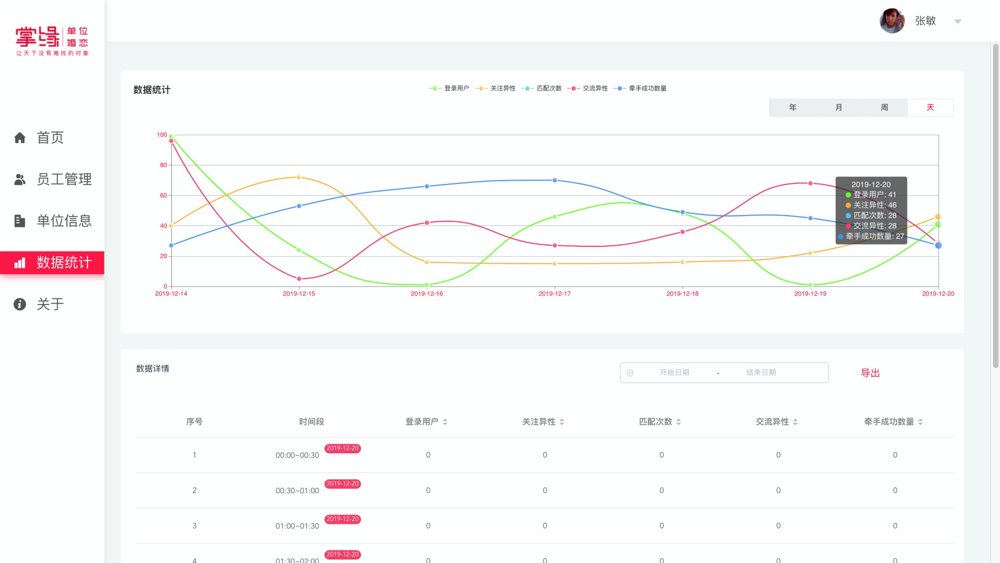 掌缘 单位婚恋
让天下没有难找的对象
张敏
首页
员工管理
单位信息
数据统计
关于
数据统计
登录用户 关注异性 匹配次数 交流异性 牵手成功数量
年 月 周 天
100
80
60
40
20
0
2019-12-14 2019-12-15 2019-12-16 2019-12-17 2019-12-18 2019-12-19 2019-12-20
2019-12-20
登录用户: 41
关注异性: 46
匹配次数: 28
交流异性: 28
牵手成功数量: 27
数据详情
开始日期 - 结束日期
导出
序号 时间段 登录用户 关注异性 匹配次数 交流异性 牵手成功数量
1 00:00~00:30 2019-12-20 0 0 0 0 0
2 00:30~01:00 2019-12-20 0 0 0 0 0
3 01:00~01:30 2019-12-20 0 0 0 0 0
4 01:30~02:00 2019-12-20 0 0 0 0 0